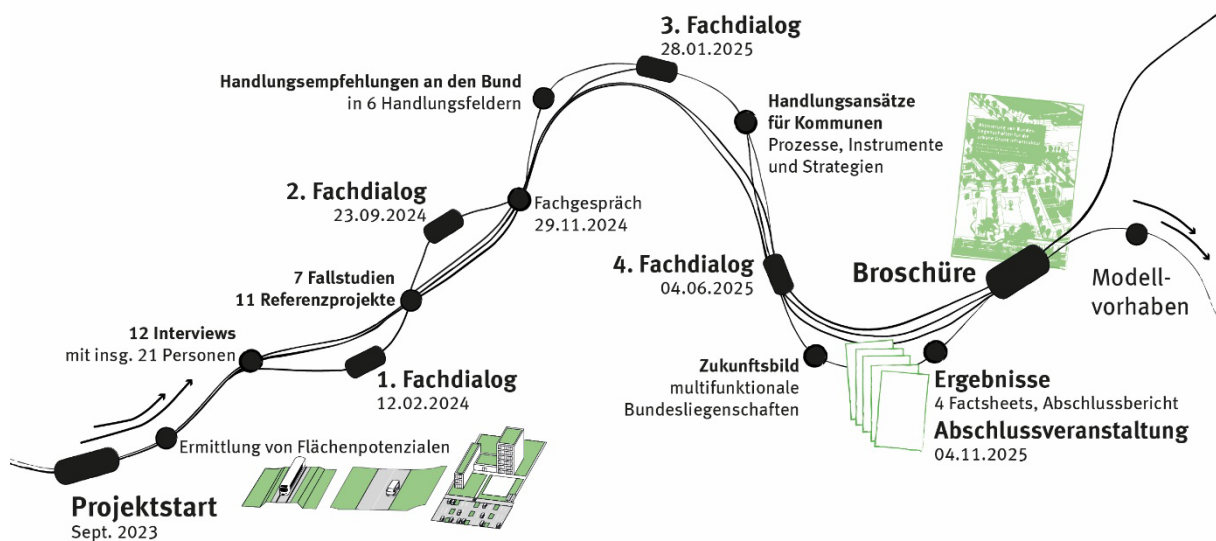 Projektstart
Sept. 2023
Ermittlung von Flächenpotenzialen
12 Interviews
mit insg. 21 Personen
1. Fachdialog
12.02.2024
7 Fallstudien
11 Referenzprojekte
2. Fachdialog
23.09.2024
Fachgespräch
29.11.2024
Handlungsempfehlungen an den Bund
in 6 Handlungsfeldern
3. Fachdialog
28.01.2025
Handlungsansätze
für Kommunen
Prozesse, Instrumente
und Strategien
4. Fachdialog
04.06.2025
Zukunftsbild
multifunktionale
Bundesliegenschaften
Ergebnisse
4 Factsheets, Abschlussbericht
Abschlussveranstaltung
04.11.2025
Broschüre
Modell-
vorhaben